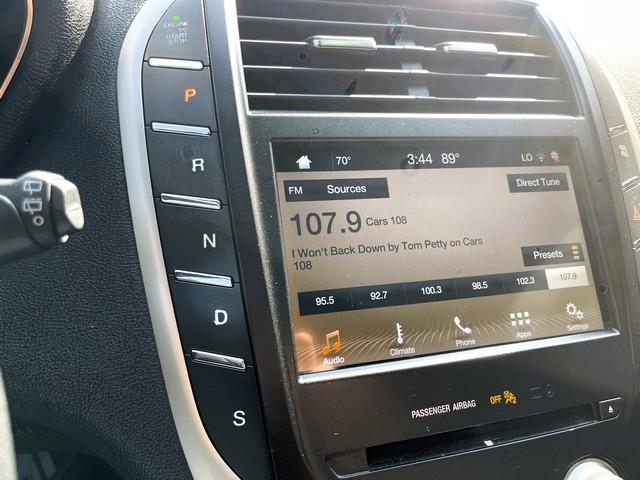 ENGINE
START
STOP
P
R
N
D
S
70° 3:44 89° LO
FM Sources Direct Tune
107.9 Cars 108
I Won't Back Down by Tom Petty on Cars
108
Presets
95.5 92.7 100.3 98.5 102.3 107.9
Audio Climate Phone Apps Settings
PASSENGER AIRBAG OFF 2